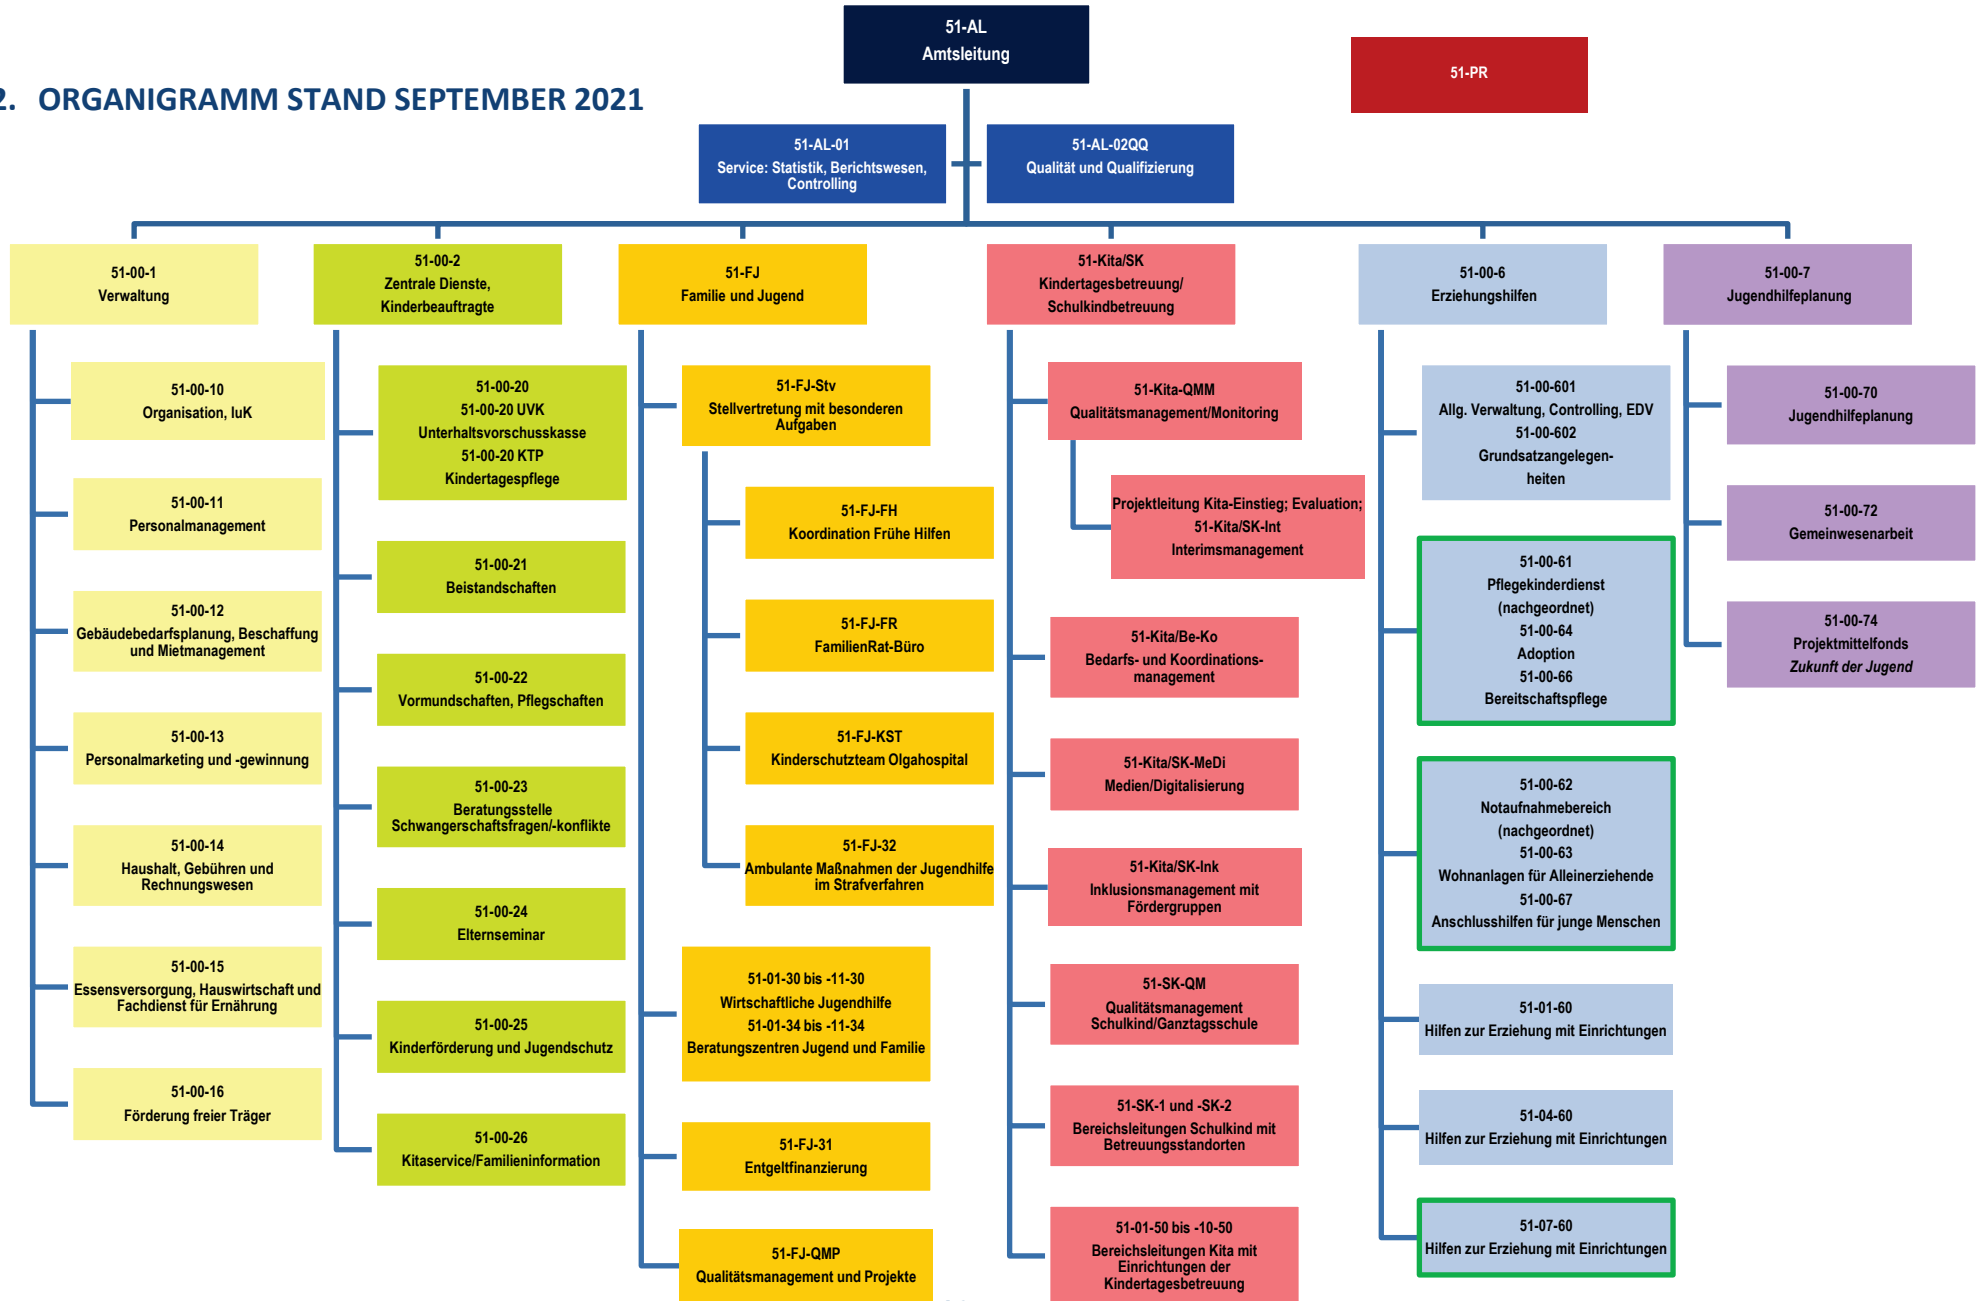 51-AL
Amtsleitung
51-PR
2. ORGANIGRAMM STAND SEPTEMBER 2021
51-AL-01
Service: Statistik, Berichtswesen,
Controlling
51-AL-02QQ
Qualität und Qualifizierung
51-00-1
Verwaltung
51-00-2
Zentrale Dienste,
Kinderbeauftragte
51-FJ
Familie und Jugend
51-Kita/SK
Kindertagesbetreuung/
Schulkindbetreuung
51-00-6
Erziehungshilfen
51-00-7
Jugendhilfeplanung
51-00-10
Organisation, IuK
51-00-11
Personalmanagement
51-00-12
Gebäudebedarfsplanung, Beschaffung
und Mietmanagement
51-00-13
Personalmarketing und -gewinnung
51-00-14
Haushalt, Gebühren und
Rechnungswesen
51-00-15
Essensversorgung, Hauswirtschaft und
Fachdienst für Ernährung
51-00-16
Förderung freier Träger
51-00-20
51-00-20 UVK
Unterhaltsvorschusskasse
51-00-20 KTP
Kindertagespflege
51-00-21
Beistandschaften
51-00-22
Vormundschaften, Pflegschaften
51-00-23
Beratungsstelle
Schwangerschaftsfragen/-konflikte
51-00-24
Elternseminar
51-00-25
Kinderförderung und Jugendschutz
51-00-26
Kitaservice/Familieninformation
51-FJ-Stv
Stellvertretung mit besonderen
Aufgaben
51-FJ-FH
Koordination Frühe Hilfen
51-FJ-FR
FamilienRat-Büro
51-FJ-KST
Kinderschutzteam Olgahospital
51-FJ-32
Ambulante Maßnahmen der Jugendhilfe
im Strafverfahren
51-01-30 bis -11-30
Wirtschaftliche Jugendhilfe
51-01-34 bis -11-34
Beratungszentren Jugend und Familie
51-FJ-31
Entgeltfinanzierung
51-FJ-QMP
Qualitätsmanagement und Projekte
51-Kita-QMM
Qualitätsmanagement/Monitoring
Projektleitung Kita-Einstieg; Evaluation;
51-Kita/SK-Int
Interimsmanagement
51-Kita/Be-Ko
Bedarfs- und Koordinations-
management
51-Kita/SK-MeDi
Medien/Digitalisierung
51-Kita/SK-Ink
Inklusionsmanagement mit
Fördergruppen
51-SK-QM
Qualitätsmanagement
Schulkind/Ganztagsschule
51-SK-1 und -SK-2
Bereichsleitungen Schulkind mit
Betreuungsstandorten
51-01-50 bis -10-50
Bereichsleitungen Kita mit
Einrichtungen der
Kindertagesbetreuung
51-00-601
Allg. Verwaltung, Controlling, EDV
51-00-602
Grundsatzangelegen-
heiten
51-00-61
Pflegekinderdienst
(nachgeordnet)
51-00-64
Adoption
51-00-66
Bereitschaftspflege
51-00-62
Notaufnahmebereich
(nachgeordnet)
51-00-63
Wohnanlagen für Alleinerziehende
51-00-67
Anschlusshilfen für junge Menschen
51-01-60
Hilfen zur Erziehung mit Einrichtungen
51-04-60
Hilfen zur Erziehung mit Einrichtungen
51-07-60
Hilfen zur Erziehung mit Einrichtungen
51-00-70
Jugendhilfeplanung
51-00-72
Gemeinwesenarbeit
51-00-74
Projektmittelfonds
Zukunft der Jugend